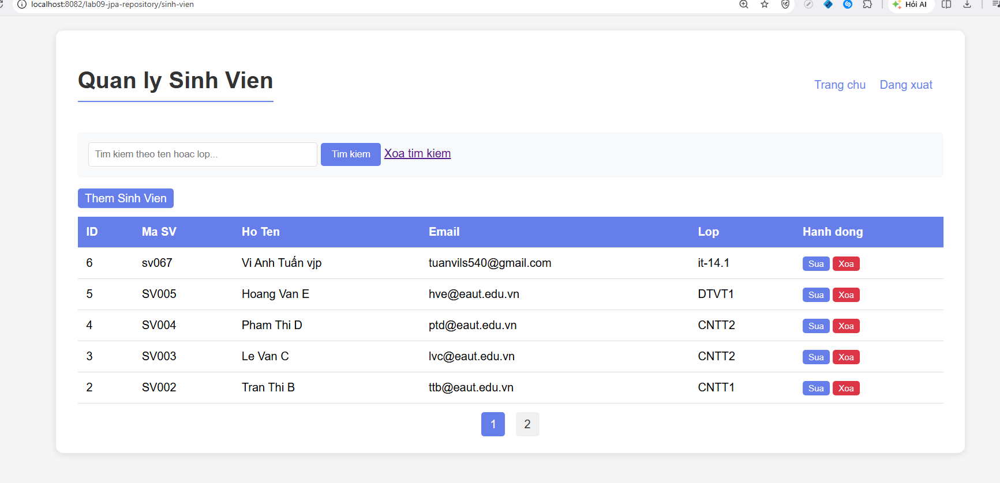 localhost:8082/lab09-jpa-repository/sinh-vien
Hỏi AI
Quan ly Sinh Vien
Trang chu Dang xuat
Tim kiem theo ten hoac lop... Tim kiem Xoa tim kiem
Them Sinh Vien
ID Ma SV Ho Ten Email Lop Hanh dong
6 sv067 Vi Anh Tuấn vjp tuanvils540@gmail.com it-14.1 Sua Xoa
5 SV005 Hoang Van E hve@eaut.edu.vn DTVT1 Sua Xoa
4 SV004 Pham Thi D ptd@eaut.edu.vn CNTT2 Sua Xoa
3 SV003 Le Van C lvc@eaut.edu.vn CNTT2 Sua Xoa
2 SV002 Tran Thi B ttb@eaut.edu.vn CNTT1 Sua Xoa
1 2